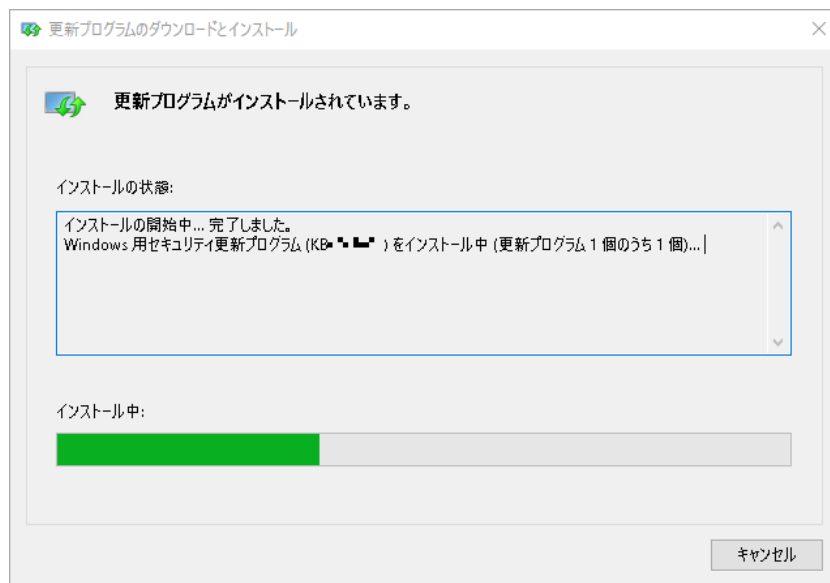 更新プログラムのダウンロードとインストール
更新プログラムがインストールされています。
インストールの状態:
インストールの開始中... 完了しました。
Windows 用セキュリティ更新プログラム (KB ) をインストール中 (更新プログラム 1 個のうち 1 個)...
インストール中:
キャンセル